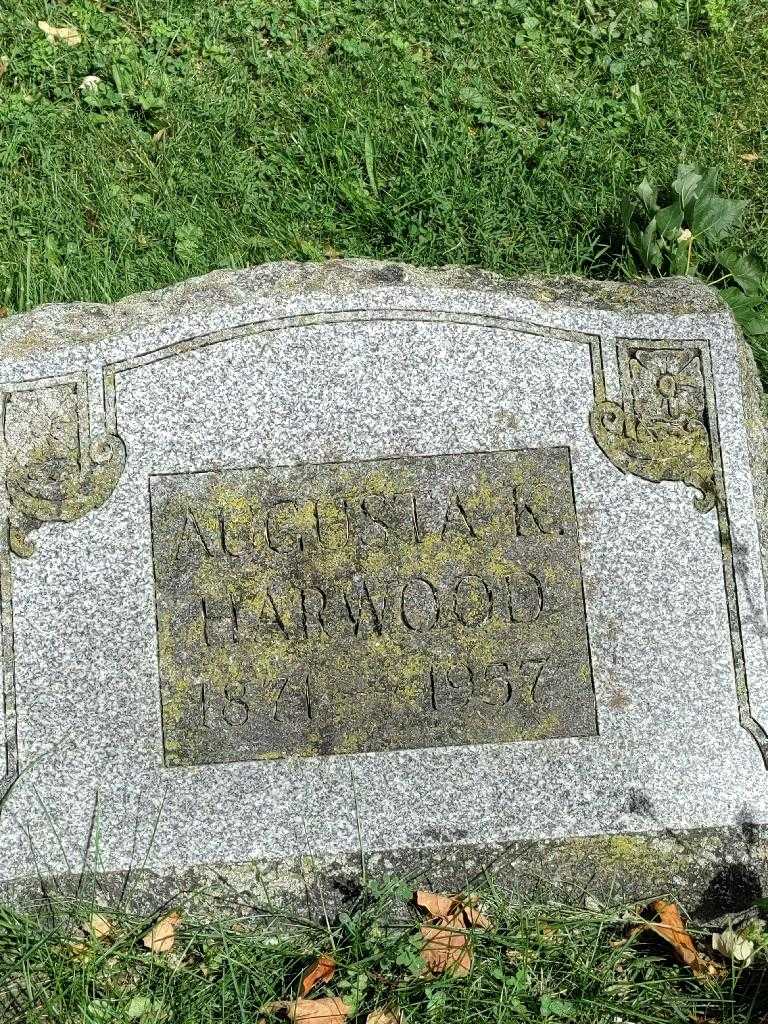 AUGUSTA K.
HARWOOD
1871 - 1957